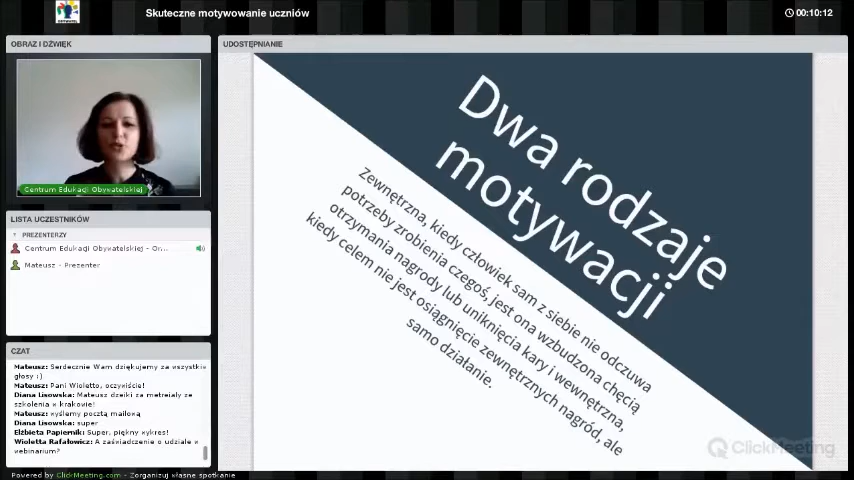 Skuteczne motywowanie uczniów
00:10:12
OBRAZ I DŹWIĘK
Centrum Edukacji Obywatelskiej
LISTA UCZESTNIKÓW
PREZENTERZY
Centrum Edukacji Obywatelskiej - Gr...
Mateusz - Prezenter
CZAT
Mateusz: Serdecznie Wam dziękujemy za wszystkie
głosy :)
Mateusz: Pani Wioletto, oczywiście!
Diana Lisowska: Mateusz dzeiki za metreiały ze
szkolenia w krakowie!
Mateusz: wyślemy pocztą mailową
Diana Lisowska: super
Elżbieta Papiernik: Super, piękny wykres!
Wioletta Rafałowicz: A zaświadczenie o udziale w
webinarium?
UDOSTĘPNIANIE
Dwa rodzaje
motywacji
Zewnętrzna, kiedy człowiek sam z siebie nie odczuwa
potrzeby zrobienia czegoś, jest ona wzbudzona chęcią
otrzymania nagrody lub uniknięcia kary i wewnętrzna,
kiedy celem nie jest osiągnięcie zewnętrznych nagród, ale
samo działanie.
ClickMeeting
Powered by ClickMeeting.com - Zorganizuj własne spotkanie